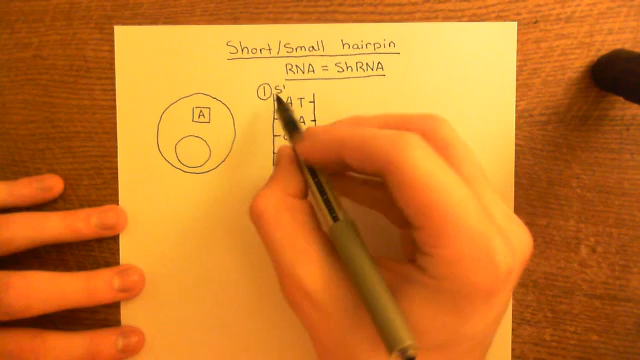 Short/Small hairpin
RNA = ShRNA
① 5'
A
A T
A